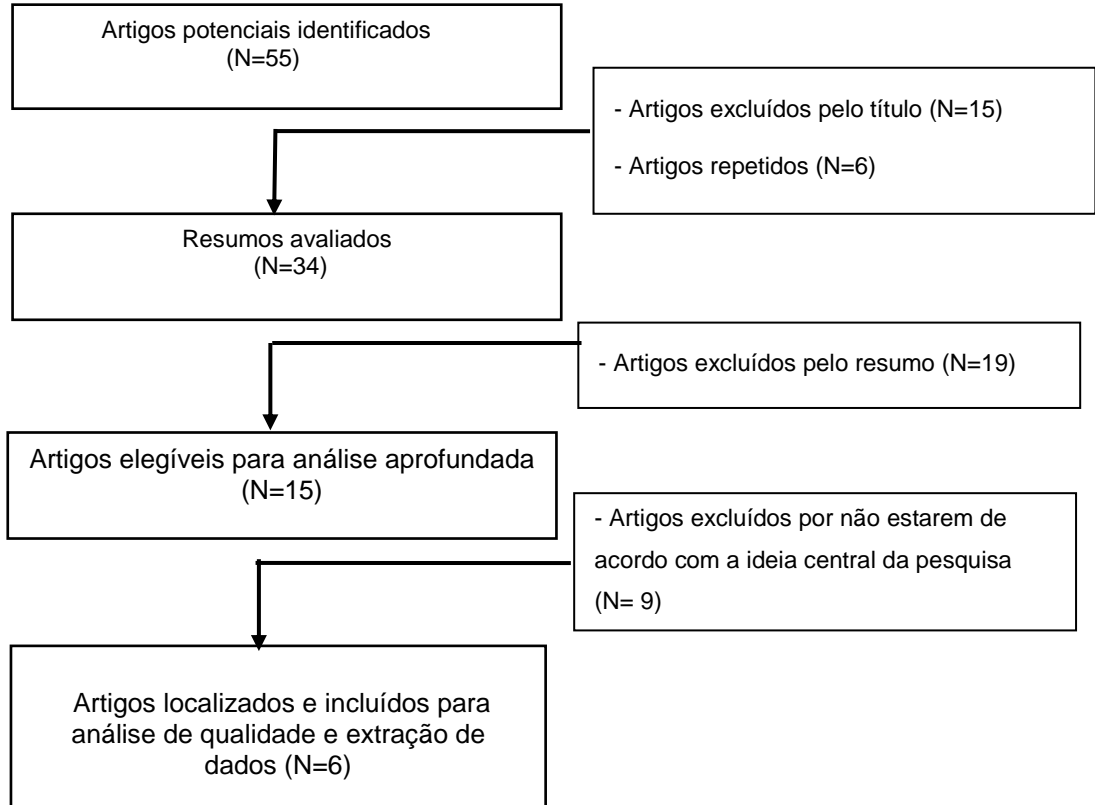 Artigos potenciais identificados
(N=55)
- Artigos excluídos pelo título (N=15)
- Artigos repetidos (N=6)
Resumos avaliados
(N=34)
- Artigos excluídos pelo resumo (N=19)
Artigos elegíveis para análise aprofundada
(N=15)
- Artigos excluídos por não estarem de
acordo com a ideia central da pesquisa
(N= 9)
Artigos localizados e incluídos para
análise de qualidade e extração de
dados (N=6)